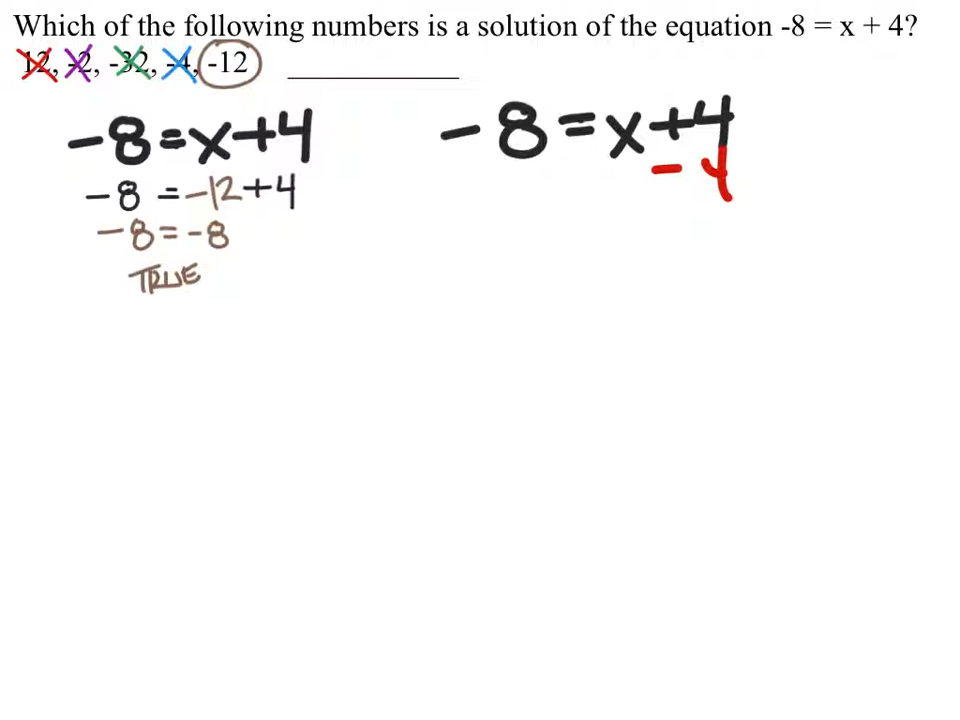 Which of the following numbers is a solution of the equation -8 = x + 4?
12, -2, -32, -4, -12
-8=x+4
-8 = -12+4
-8=-8
TRUE
-8=x+4
-4